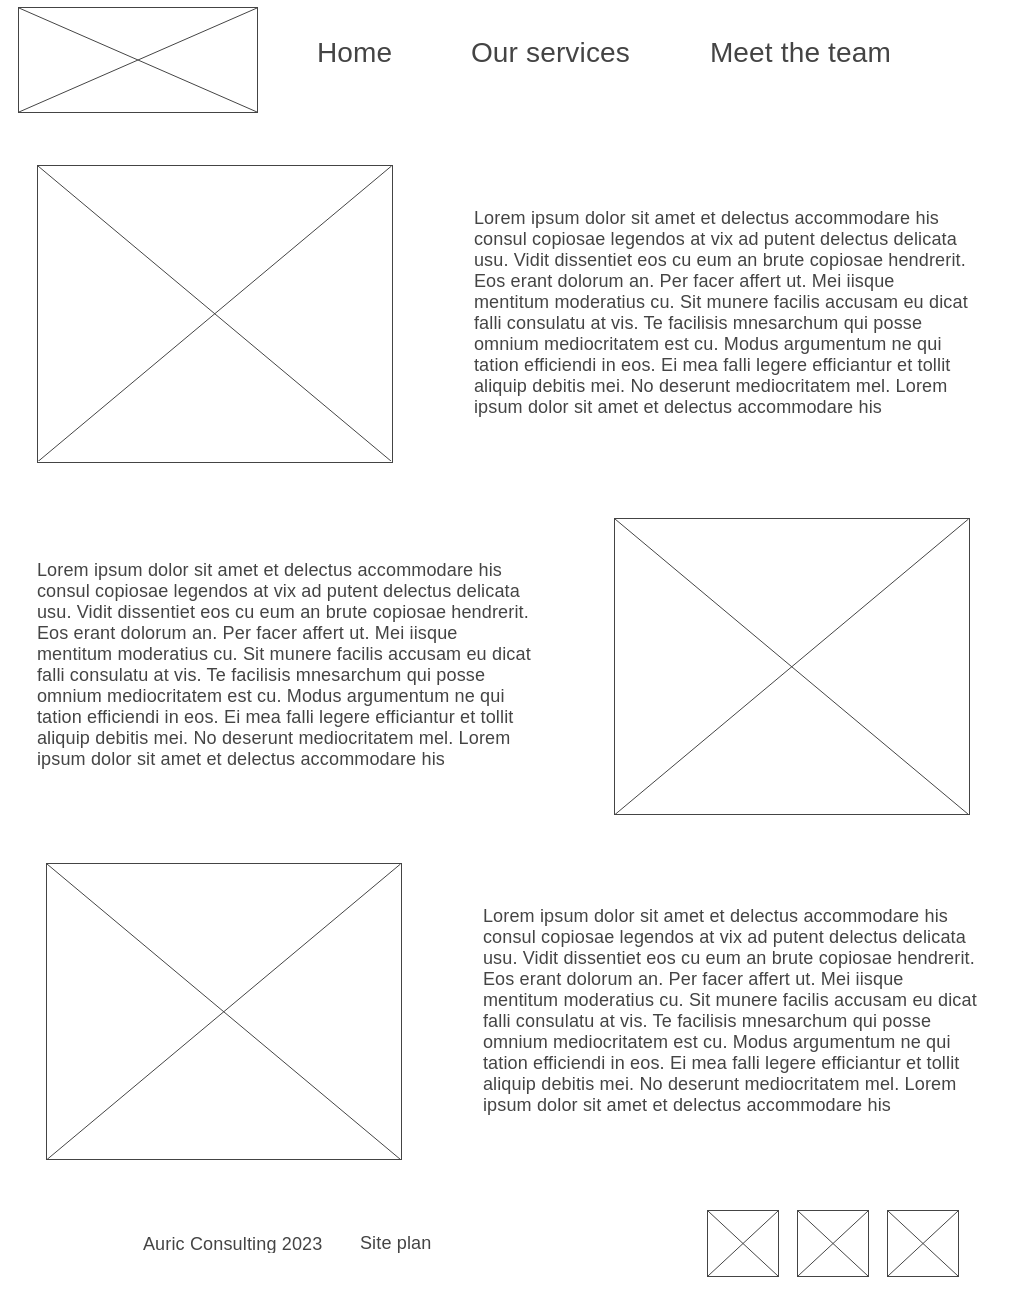 Home Our services Meet the team
Lorem ipsum dolor sit amet et delectus accommodare his
consul copiosae legendos at vix ad putent delectus delicata
usu. Vidit dissentiet eos cu eum an brute copiosae hendrerit.
Eos erant dolorum an. Per facer affert ut. Mei iisque
mentitum moderatius cu. Sit munere facilis accusam eu dicat
falli consulatu at vis. Te facilisis mnesarchum qui posse
omnium mediocritatem est cu. Modus argumentum ne qui
tation efficiendi in eos. Ei mea falli legere efficiantur et tollit
aliquip debitis mei. No deserunt mediocritatem mel. Lorem
ipsum dolor sit amet et delectus accommodare his
Lorem ipsum dolor sit amet et delectus accommodare his
consul copiosae legendos at vix ad putent delectus delicata
usu. Vidit dissentiet eos cu eum an brute copiosae hendrerit.
Eos erant dolorum an. Per facer affert ut. Mei iisque
mentitum moderatius cu. Sit munere facilis accusam eu dicat
falli consulatu at vis. Te facilisis mnesarchum qui posse
omnium mediocritatem est cu. Modus argumentum ne qui
tation efficiendi in eos. Ei mea falli legere efficiantur et tollit
aliquip debitis mei. No deserunt mediocritatem mel. Lorem
ipsum dolor sit amet et delectus accommodare his
Lorem ipsum dolor sit amet et delectus accommodare his
consul copiosae legendos at vix ad putent delectus delicata
usu. Vidit dissentiet eos cu eum an brute copiosae hendrerit.
Eos erant dolorum an. Per facer affert ut. Mei iisque
mentitum moderatius cu. Sit munere facilis accusam eu dicat
falli consulatu at vis. Te facilisis mnesarchum qui posse
omnium mediocritatem est cu. Modus argumentum ne qui
tation efficiendi in eos. Ei mea falli legere efficiantur et tollit
aliquip debitis mei. No deserunt mediocritatem mel. Lorem
ipsum dolor sit amet et delectus accommodare his
Auric Consulting 2023 Site plan